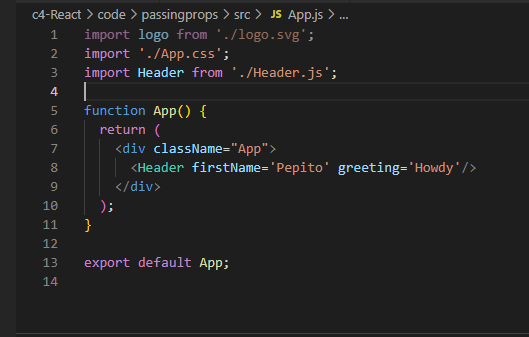 c4-React > code > passingprops > src > JS App.js > ...
1 import logo from './logo.svg';
2 import './App.css';
3 import Header from './Header.js';
4
5 function App() {
6   return (
7     <div className="App">
8       <Header firstName='Pepito' greeting='Howdy'/>
9     </div>
10   );
11 }
12
13 export default App;
14